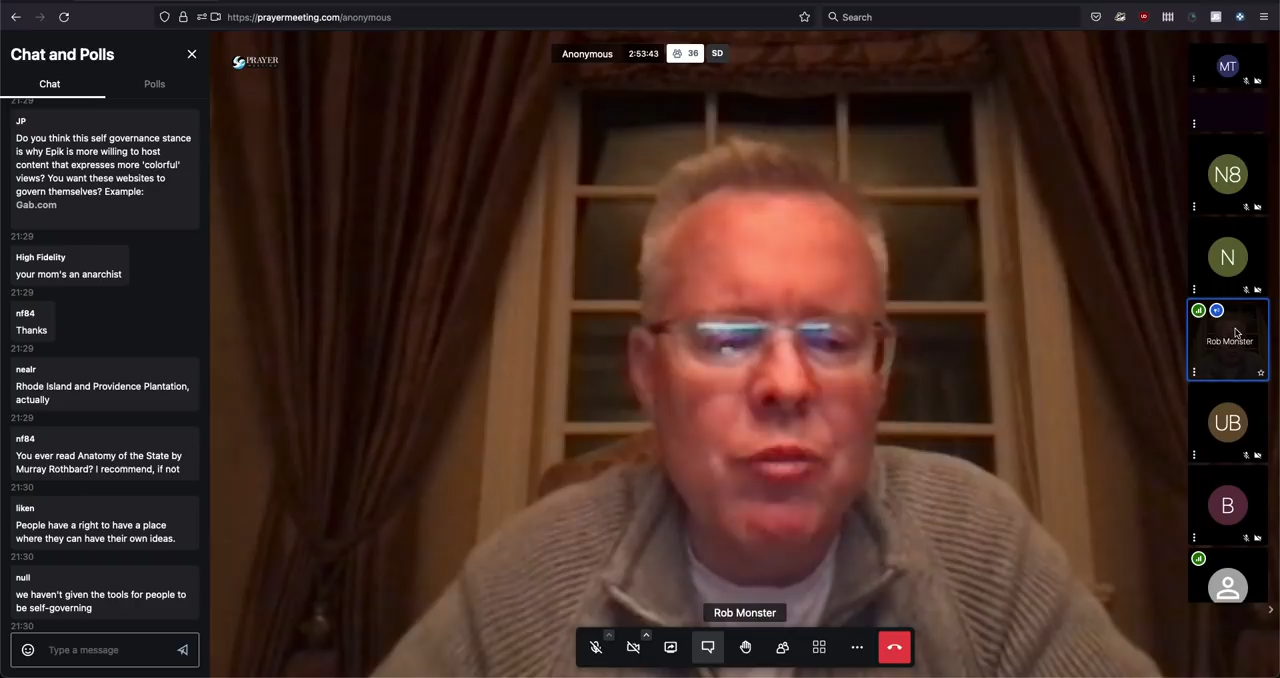 https://prayermeeting.com/anonymous
Search
Chat and Polls
Chat
Polls
21:29
JP
Do you think this self governance stance
is why Epik is more willing to host
content that expresses more 'colorful'
views? You want these websites to
govern themselves? Example:
Gab.com
21:29
High Fidelity
your mom's an anarchist
21:29
nf84
Thanks
21:29
nealr
Rhode Island and Providence Plantation,
actually
21:29
nf84
You ever read Anatomy of the State by
Murray Rothbard? I recommend, if not
21:30
liken
People have a right to have a place
where they can have their own ideas.
21:30
null
we haven't given the tools for people to
be self-governing
21:30
Type a message
PRAYER
MEETING
Anonymous
2:53:43
36
SD
Rob Monster
MT
N8
N
Rob Monster
UB
B